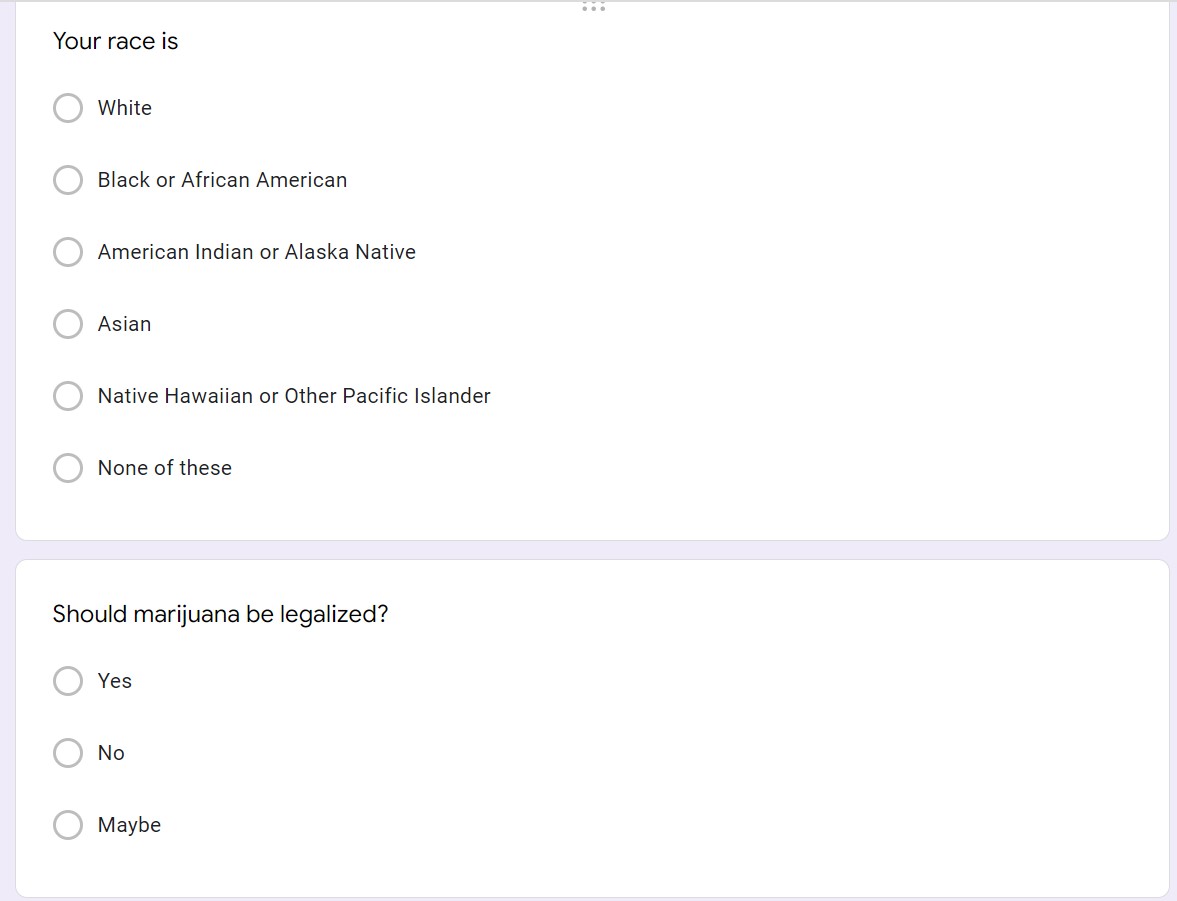 Your race is
White
Black or African American
American Indian or Alaska Native
Asian
Native Hawaiian or Other Pacific Islander
None of these
Should marijuana be legalized?
Yes
No
Maybe